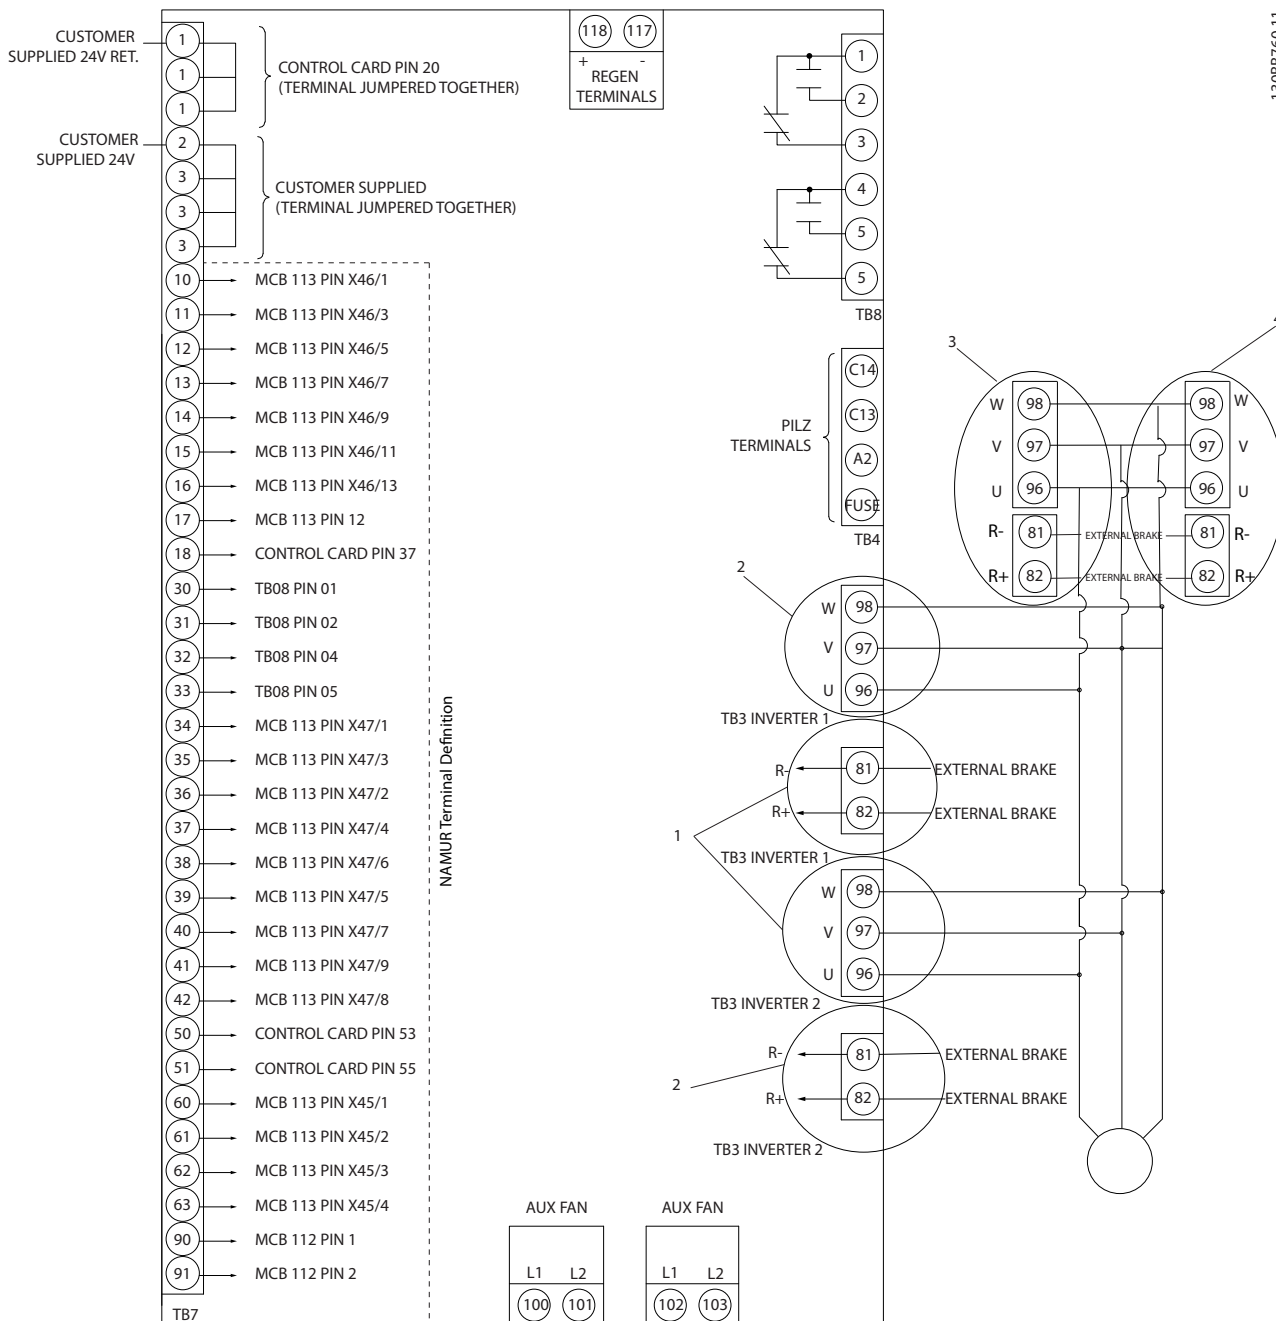 CUSTOMER
SUPPLIED 24V RET.
1
1
1
CONTROL CARD PIN 20
(TERMINAL JUMPERED TOGETHER)
CUSTOMER
SUPPLIED 24V
2
3
3
3
CUSTOMER SUPPLIED
(TERMINAL JUMPERED TOGETHER)
10 MCB 113 PIN X46/1
11 MCB 113 PIN X46/3
12 MCB 113 PIN X46/5
13 MCB 113 PIN X46/7
14 MCB 113 PIN X46/9
15 MCB 113 PIN X46/11
16 MCB 113 PIN X46/13
17 MCB 113 PIN 12
18 CONTROL CARD PIN 37
30 TB08 PIN 01
31 TB08 PIN 02
32 TB08 PIN 04
33 TB08 PIN 05
34 MCB 113 PIN X47/1
35 MCB 113 PIN X47/3
36 MCB 113 PIN X47/2
37 MCB 113 PIN X47/4
38 MCB 113 PIN X47/6
39 MCB 113 PIN X47/5
40 MCB 113 PIN X47/7
41 MCB 113 PIN X47/9
42 MCB 113 PIN X47/8
50 CONTROL CARD PIN 53
51 CONTROL CARD PIN 55
60 MCB 113 PIN X45/1
61 MCB 113 PIN X45/2
62 MCB 113 PIN X45/3
63 MCB 113 PIN X45/4
90 MCB 112 PIN 1
91 MCB 112 PIN 2
TB7
NAMUR Terminal Definition
118 117
+ -
REGEN
TERMINALS
1
2
3
4
5
5
TB8
PILZ
TERMINALS
C14
C13
A2
FUSE
TB4
2
W 98
V 97
U 96
TB3 INVERTER 1
R- 81 EXTERNAL BRAKE
R+ 82 EXTERNAL BRAKE
1
TB3 INVERTER 1
W 98
V 97
U 96
TB3 INVERTER 2
R- 81 EXTERNAL BRAKE
2
R+ 82 EXTERNAL BRAKE
TB3 INVERTER 2
3
W 98 98 W
V 97 97 V
U 96 96 U
R- 81 EXTERNAL BRAKE 81 R-
R+ 82 EXTERNAL BRAKE 82 R+
AUX FAN
L1 L2
100 101
AUX FAN
L1 L2
102 103